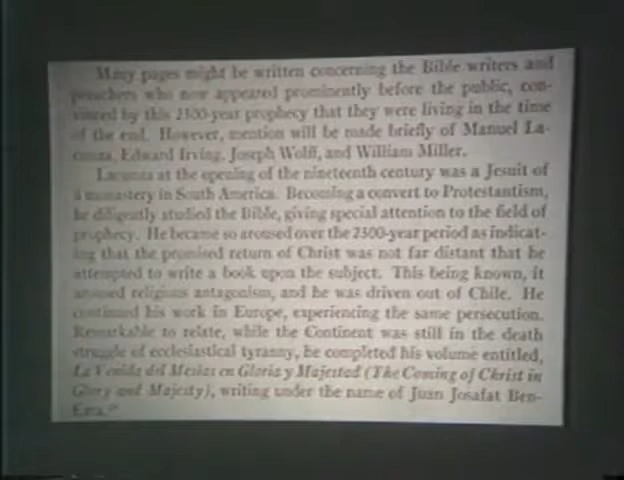 Many pages might be written concerning the Bible writers and
preachers who now appeared prominently before the public, con-
vinced by this 2300-year prophecy that they were living in the time
of the end. However, mention will be made briefly of Manuel La-
cunza, Edward Irving, Joseph Wolff, and William Miller.
Lacunza at the opening of the nineteenth century was a Jesuit of
a monastery in South America. Becoming a convert to Protestantism,
he diligently studied the Bible, giving special attention to the field of
prophecy. He became so aroused over the 2300-year period as indicat-
ing that the promised return of Christ was not far distant that he
attempted to write a book upon the subject. This being known, it
aroused religious antagonism, and he was driven out of Chile. He
continued his work in Europe, experiencing the same persecution.
Remarkable to relate, while the Continent was still in the death
struggle of ecclesiastical tyranny, he completed his volume entitled,
La Venida del Mesias en Gloria y Majestad (The Coming of Christ in
Glory and Majesty), writing under the name of Juan Josafat Ben-
Ezra.